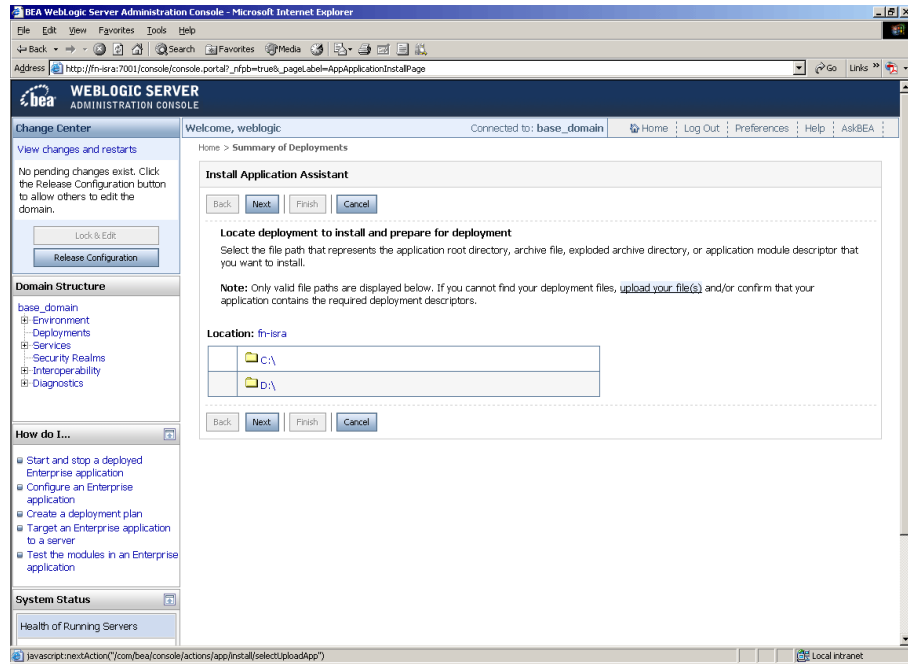 BEA WebLogic Server Administration Console - Microsoft Internet Explorer
File Edit View Favorites Tools Help
Back Search Favorites Media
Address http://fn-isra:7001/console/console.portal?_nfpb=true&_pageLabel=AppApplicationInstallPage Go Links »
bea WEBLOGIC SERVER
ADMINISTRATION CONSOLE
Change Center
View changes and restarts
No pending changes exist. Click
the Release Configuration button
to allow others to edit the
domain.
Lock & Edit
Release Configuration
Domain Structure
base_domain
Environment
Deployments
Services
Security Realms
Interoperability
Diagnostics
How do I...
Start and stop a deployed
Enterprise application
Configure an Enterprise
application
Create a deployment plan
Target an Enterprise application
to a server
Test the modules in an Enterprise
application
System Status
Health of Running Servers
Welcome, weblogic Connected to: base_domain Home Log Out Preferences Help AskBEA
Home > Summary of Deployments
Install Application Assistant
Back Next Finish Cancel
Locate deployment to install and prepare for deployment
Select the file path that represents the application root directory, archive file, exploded archive directory, or application module descriptor that
you want to install.
Note: Only valid file paths are displayed below. If you cannot find your deployment files, upload your file(s) and/or confirm that your
application contains the required deployment descriptors.
Location: fn-isra
C:\
D:\
Back Next Finish Cancel
javascript:nextAction("/com/bea/console/actions/app/install/selectUploadApp") Local intranet